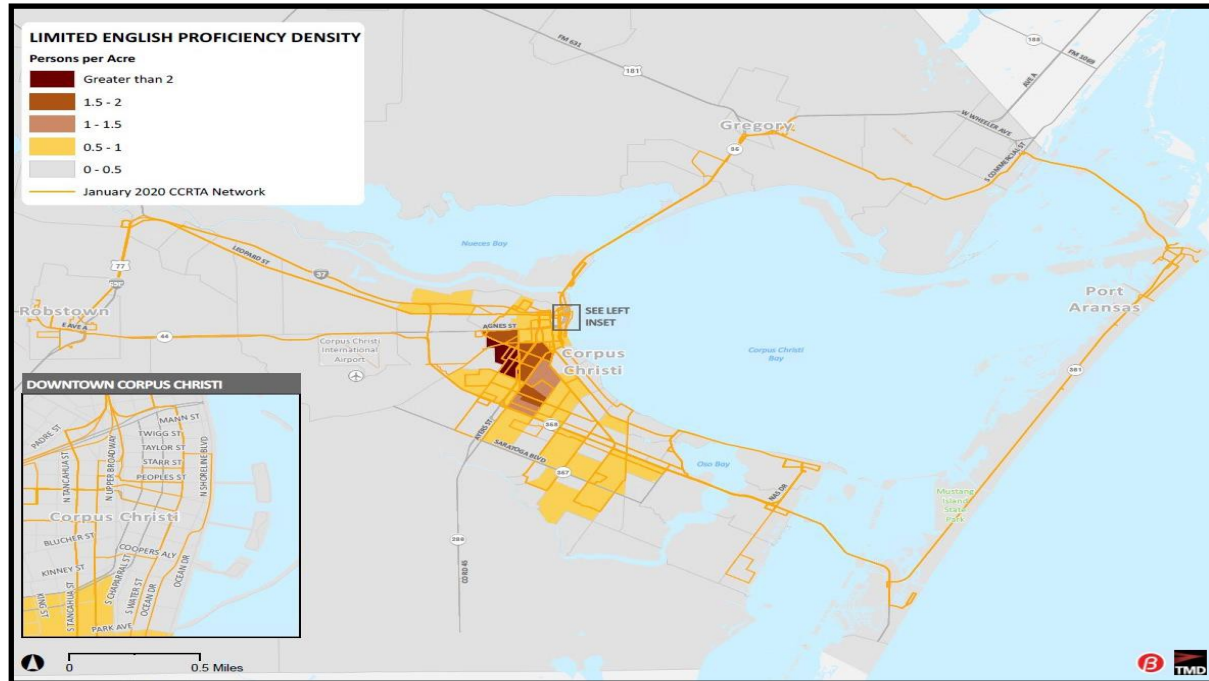 LIMITED ENGLISH PROFICIENCY DENSITY
Persons per Acre
Greater than 2
1.5 - 2
1 - 1.5
0.5 - 1
0 - 0.5
January 2020 CCRTA Network
FM 631
181
188
FM 3069
AVE A
W WHEELER AVE
Gregory
86
S COMMERCIAL ST
Nueces Bay
LEOPARD ST
37
77
Robstown
E AVE A
44
AGNES ST
SEE LEFT
INSET
Corpus Christi
International
Airport
Corpus
Christi
Corpus Christi
Bay
Port
Aransas
361
AYERS ST
SARATOGA BLVD
Oso Bay
NAS DR
Mustang
Island
State
Park
286
DOWNTOWN CORPUS CHRISTI
PADRE ST
MANN ST
TWIGG ST
TAYLOR ST
STARR ST
PEOPLES ST
N TANCAHUA ST
N UPPER BROADWAY
N SHORELINE BLVD
Corpus Christi
BLUCHER ST
COOPERS ALY
KINNEY ST
KING ST
S TANCAHUA ST
S CHAPARRAL ST
S WATER ST
OCEAN DR
OCEAN DR
PARK AVE
0
0.5 Miles
B
TMD